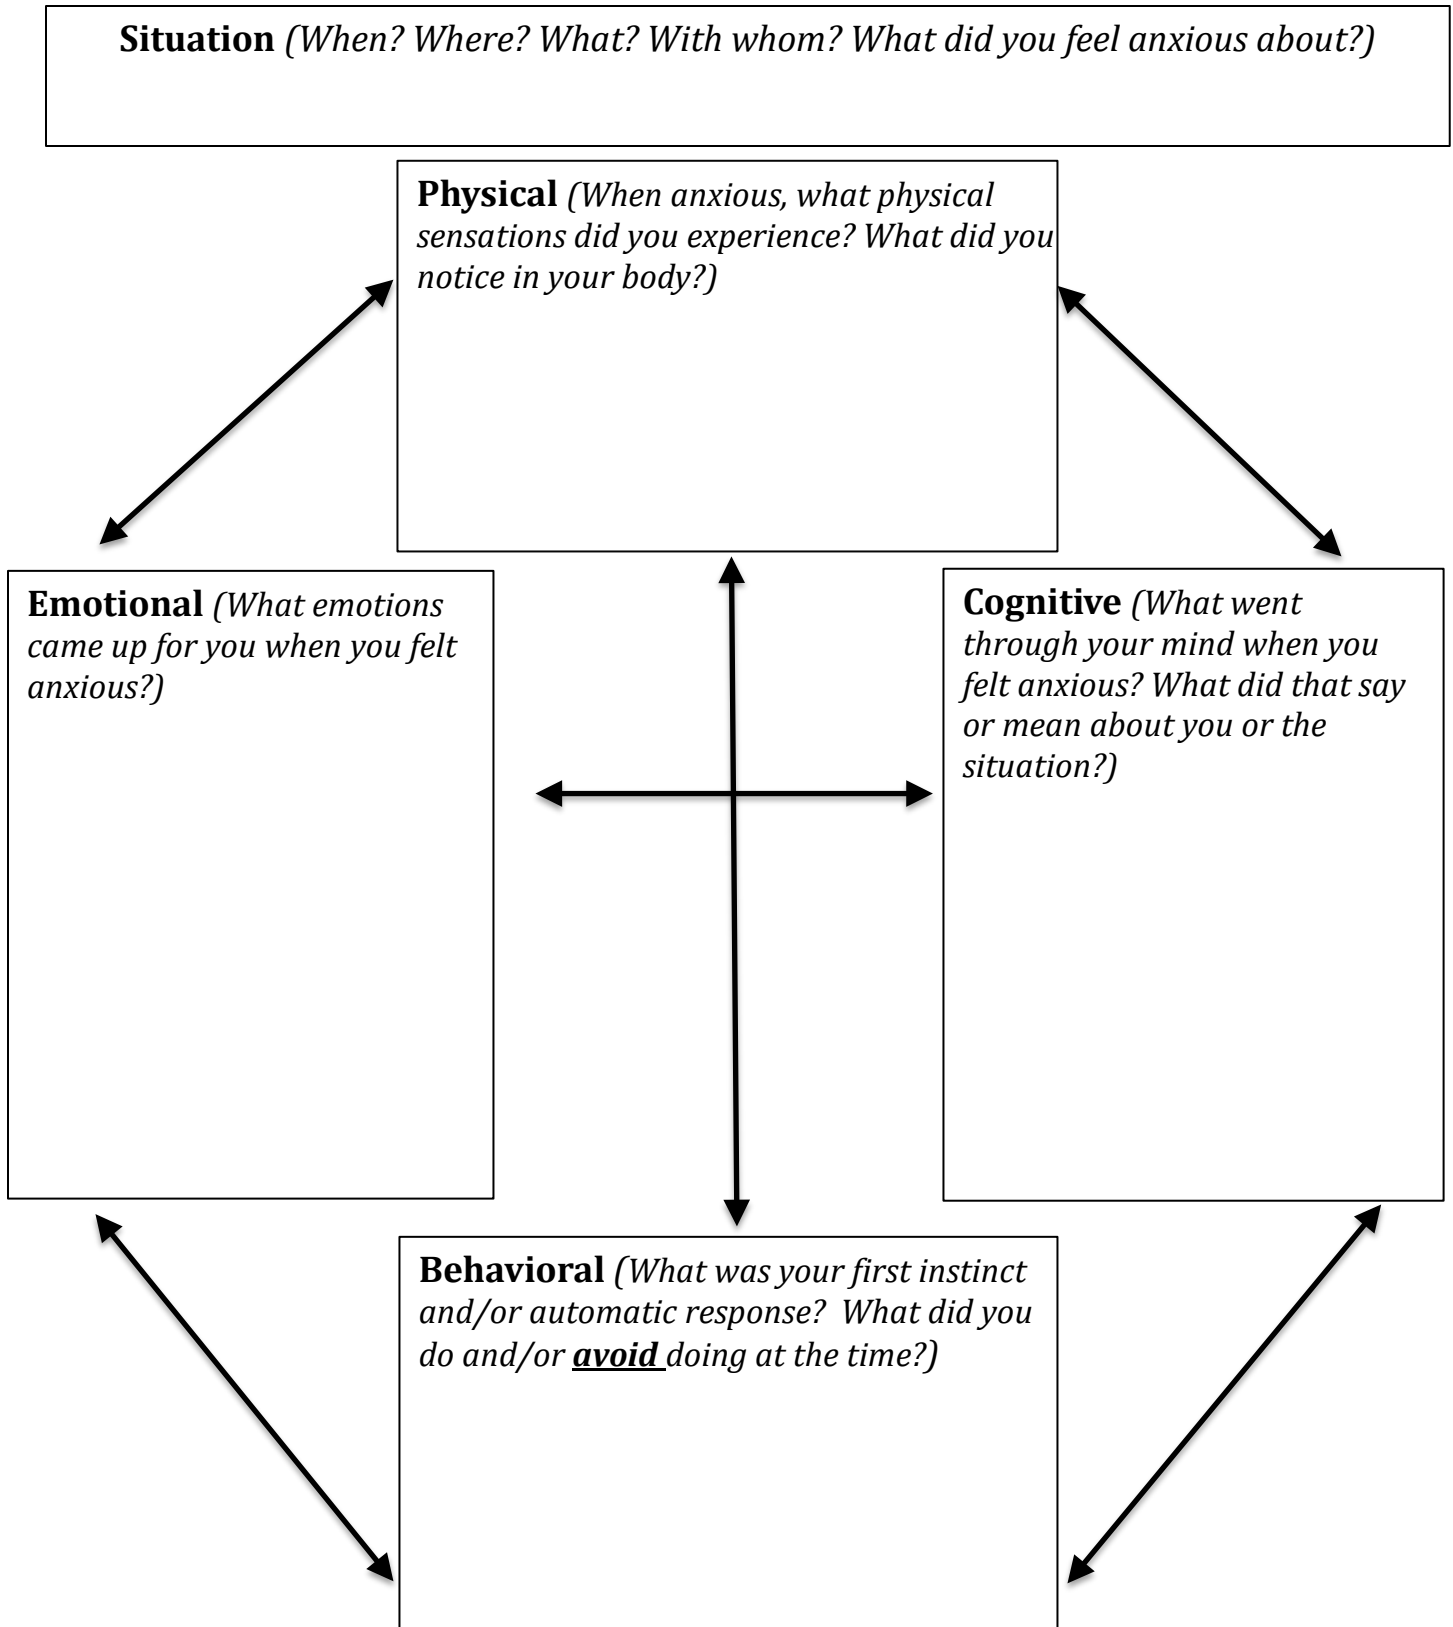 Situation (When? Where? What? With whom? What did you feel anxious about?)
Physical (When anxious, what physical
sensations did you experience? What did you
notice in your body?)
Emotional (What emotions
came up for you when you felt
anxious?)
Cognitive (What went
through your mind when you
felt anxious? What did that say
or mean about you or the
situation?)
Behavioral (What was your first instinct
and/or automatic response?  What did you
do and/or avoid doing at the time?)